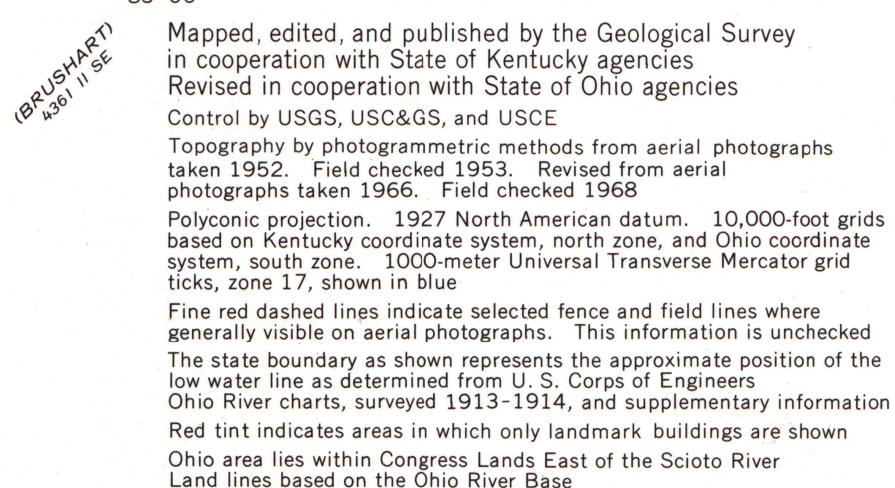 (BRUSHART)
4361 II SE
Mapped, edited, and published by the Geological Survey
in cooperation with State of Kentucky agencies
Revised in cooperation with State of Ohio agencies
Control by USGS, USC&GS, and USCE
Topography by photogrammetric methods from aerial photographs
taken 1952. Field checked 1953. Revised from aerial
photographs taken 1966. Field checked 1968
Polyconic projection. 1927 North American datum. 10,000-foot grids
based on Kentucky coordinate system, north zone, and Ohio coordinate
system, south zone. 1000-meter Universal Transverse Mercator grid
ticks, zone 17, shown in blue
Fine red dashed lines indicate selected fence and field lines where
generally visible on aerial photographs. This information is unchecked
The state boundary as shown represents the approximate position of the
low water line as determined from U. S. Corps of Engineers
Ohio River charts, surveyed 1913-1914, and supplementary information
Red tint indicates areas in which only landmark buildings are shown
Ohio area lies within Congress Lands East of the Scioto River
Land lines based on the Ohio River Base